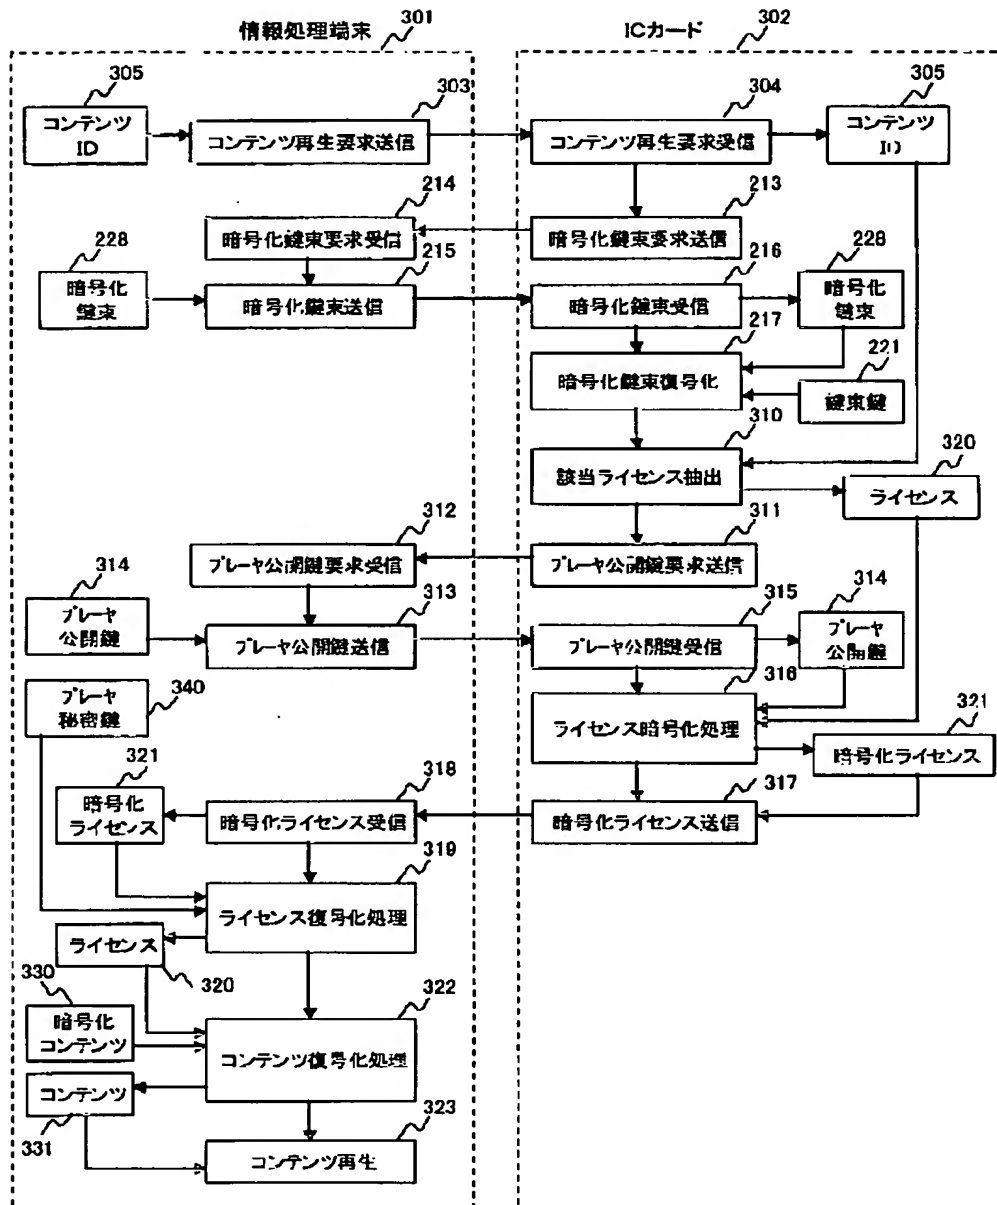 情報処理端末
301
ICカード
302
305
コンテンツ
ID
303
コンテンツ再生要求送信
304
コンテンツ再生要求受信
305
コンテンツ
ID
214
暗号化鍵束要求受信
213
暗号化鍵束要求送信
228
暗号化
鍵束
215
暗号化鍵束送信
216
暗号化鍵束受信
228
暗号化
鍵束
217
暗号化鍵束復号化
221
鍵束鍵
310
該当ライセンス抽出
320
ライセンス
312
プレーヤ公開鍵要求受信
311
プレーヤ公開鍵要求送信
314
プレーヤ
公開鍵
313
プレーヤ公開鍵送信
315
プレーヤ公開鍵受信
314
プレーヤ
公開鍵
340
プレーヤ
秘密鍵
316
ライセンス暗号化処理
321
暗号化ライセンス
321
暗号化
ライセンス
318
暗号化ライセンス受信
317
暗号化ライセンス送信
319
ライセンス復号化処理
ライセンス
320
330
暗号化
コンテンツ
322
コンテンツ復号化処理
コンテンツ
331
323
コンテンツ再生